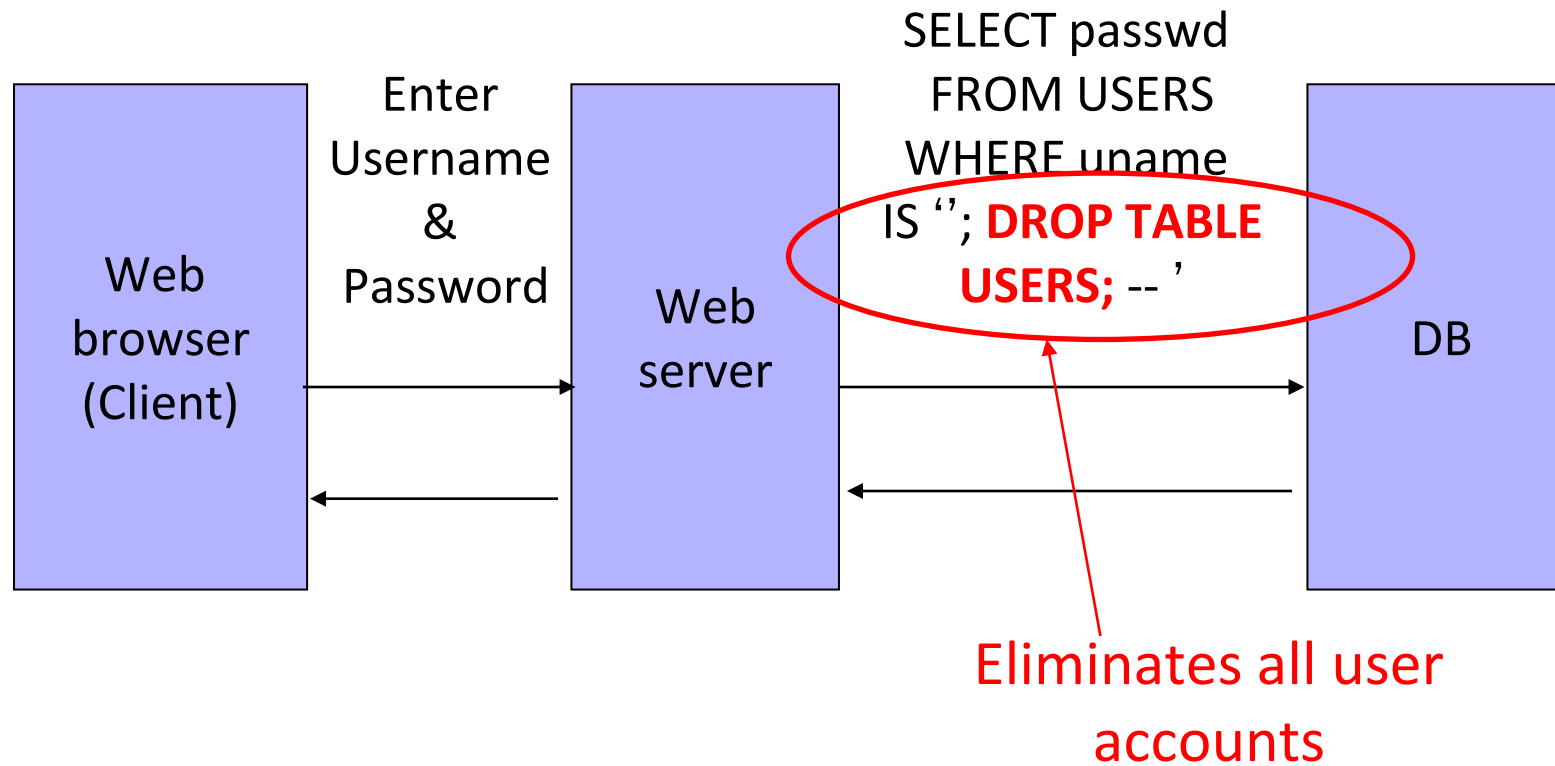 Web
browser
(Client)
Enter
Username
&
Password
Web
server
SELECT passwd
FROM USERS
WHERE uname
IS ‘’; DROP TABLE
USERS; -- ’
DB
Eliminates all user
accounts